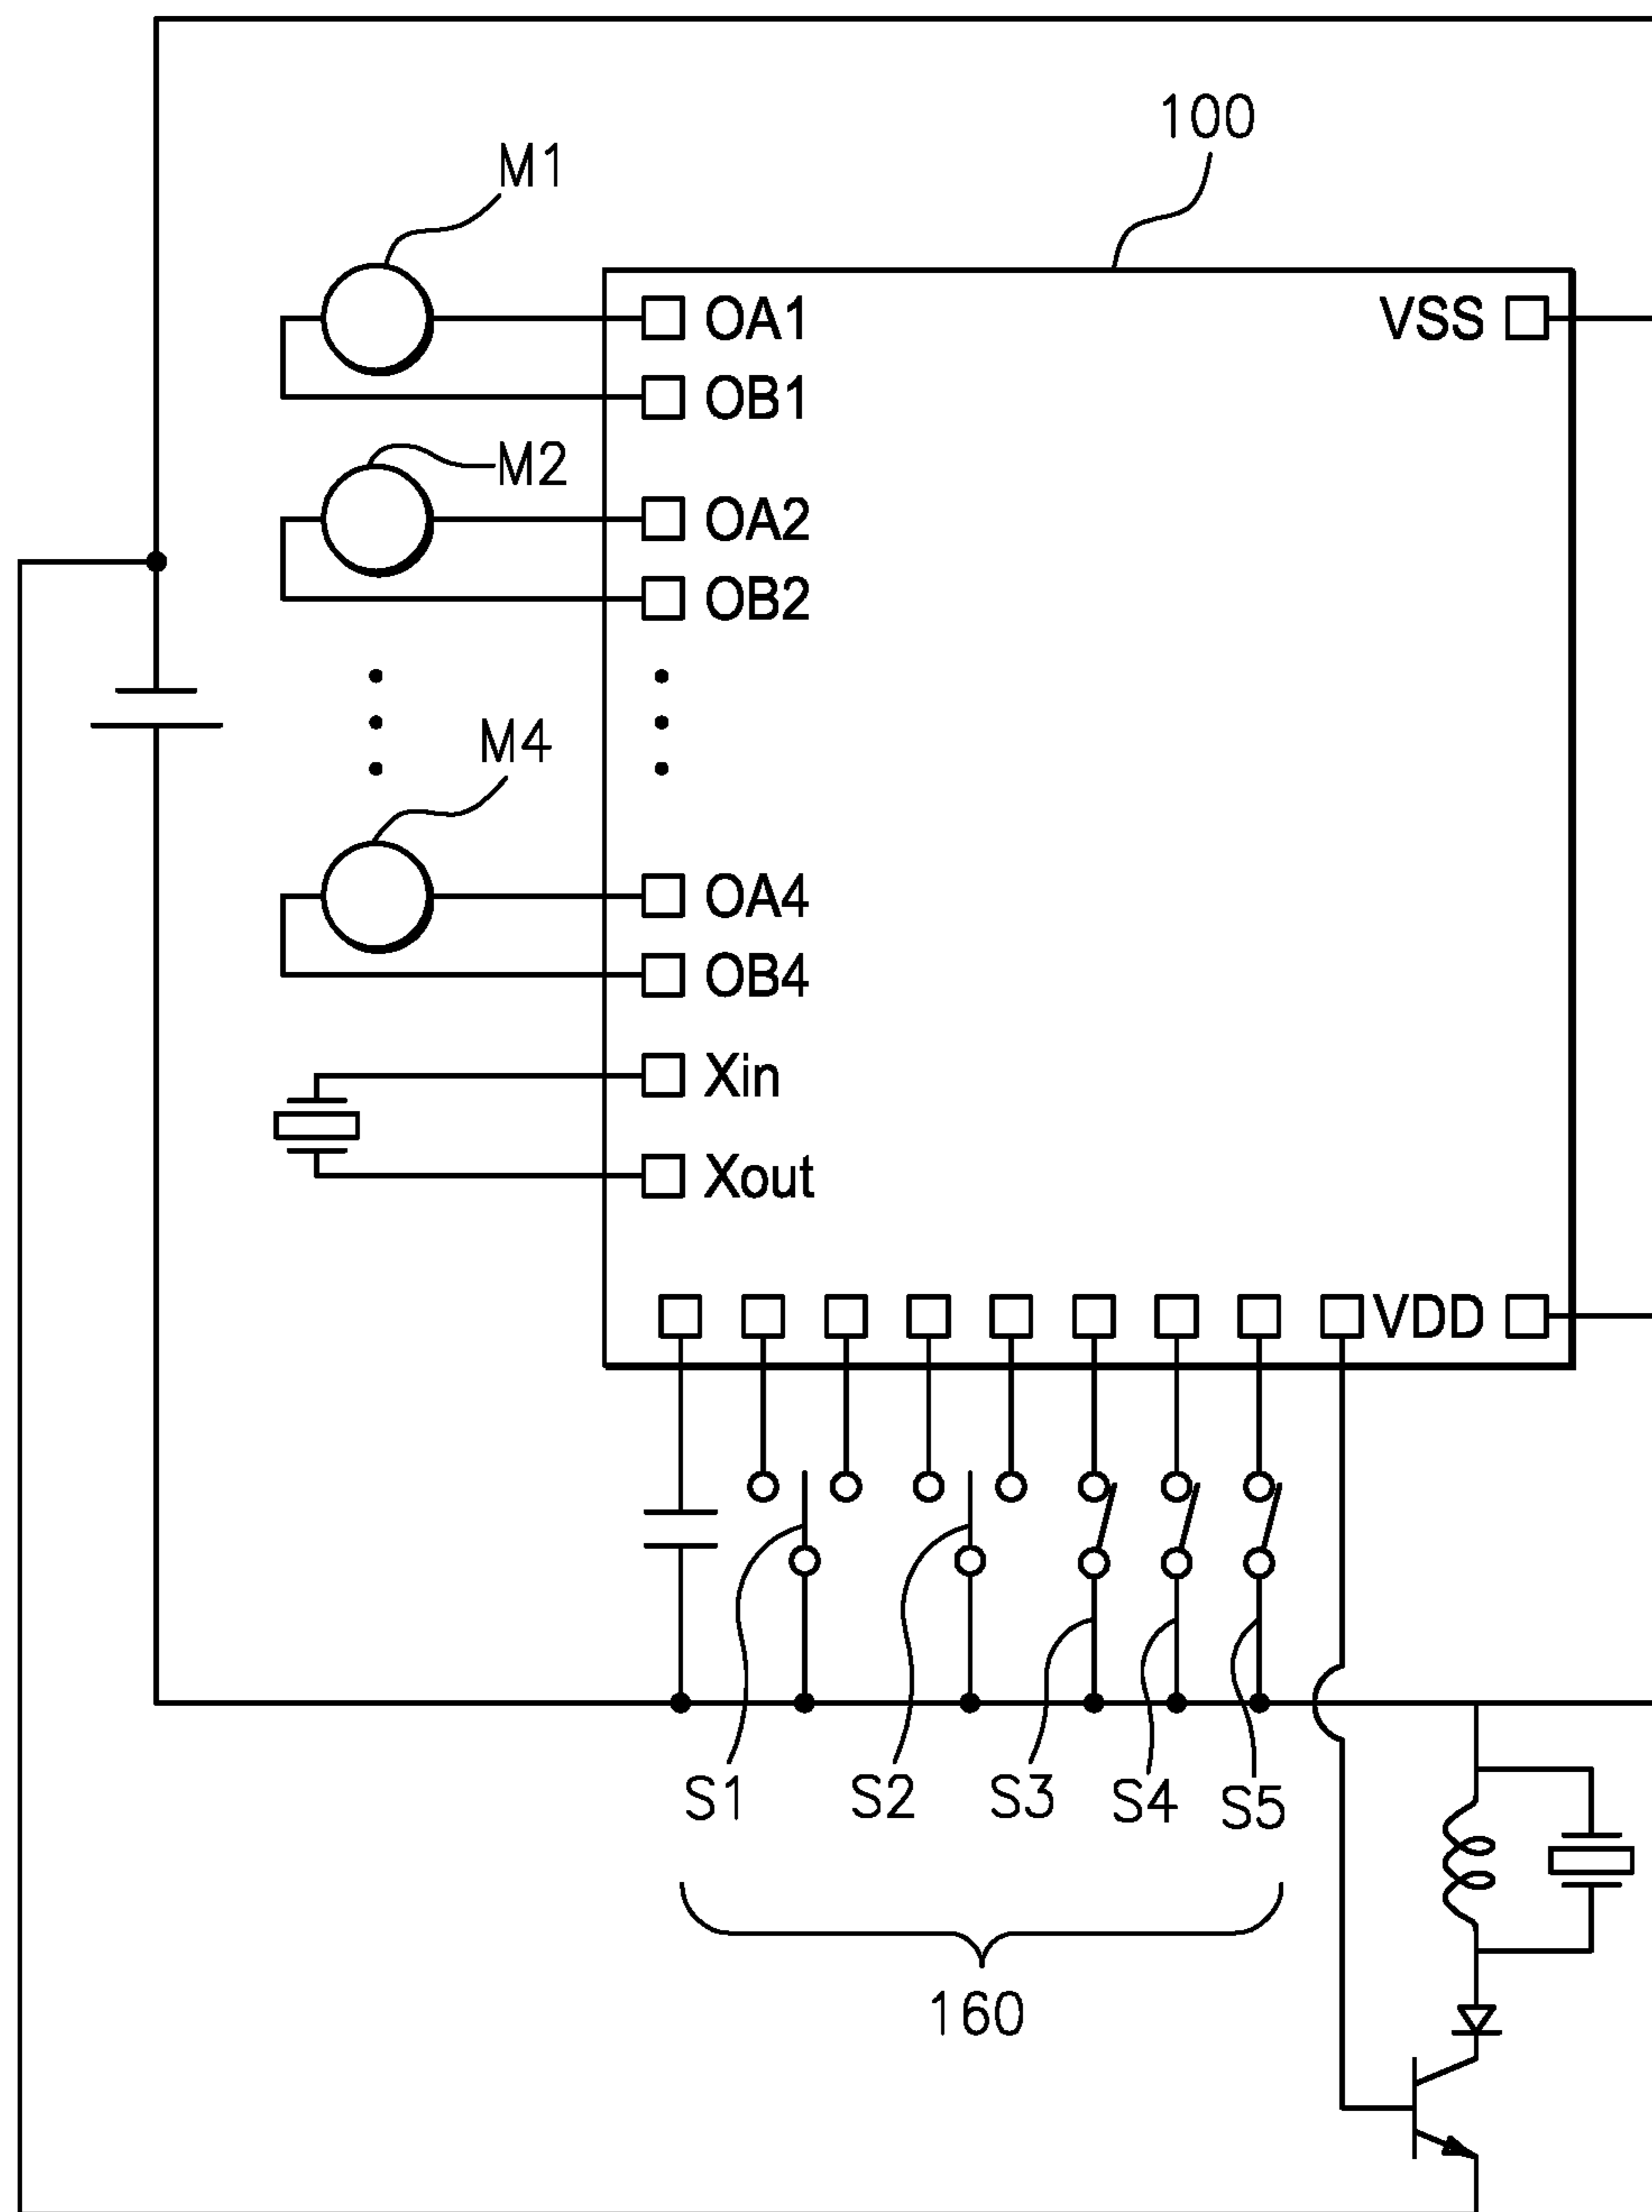 100
M1
OA1
VSS
OB1
M2
OA2
OB2
M4
OA4
OB4
Xin
Xout
VDD
S1
S2
S3
S4
S5
160